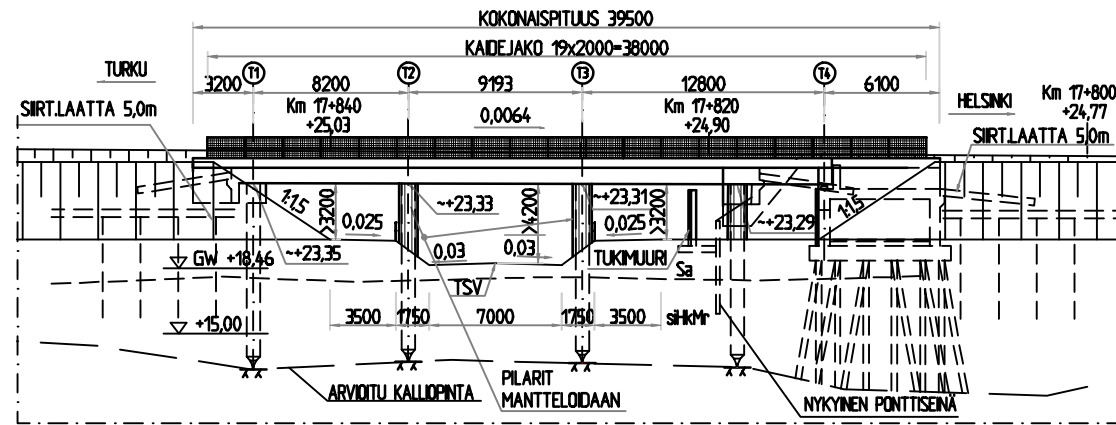 KOKONAISPITUUS 39500
KAIDEJAKO 19x2000=38000
TURKU
3200 T1 8200 T2 9193 T3 12800 T4 6100
SIIRT.LAATTA 5,0m
Km 17+840
+25,03
0,0064
Km 17+820
+24,90
HELSINKI
Km 17+800
+24,77
SIIRT.LAATTA 5,0m
1:1,5
>3200
~+23,33
>4200
~+23,31
>3200
1:1,5
0,025
0,025
~+23,29
~+23,35
0,03
0,03
TUKIMUURI
GW +18,46
TSV
Sa
+15,00
3500 1750 7000 1750 3500
siHkMr
ARVIOITU KALLIOPINTA
PILARIT
MANTTELOIDAAN
NYKYINEN PONTTISEINÄ